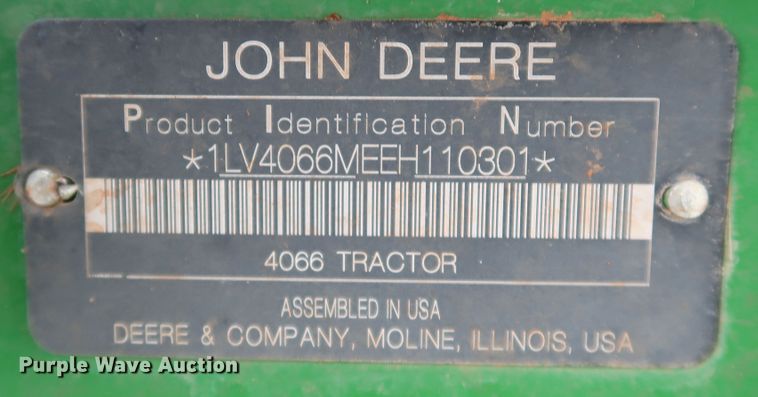 JOHN DEERE
Product Identification Number
*1LV4066MEEH110301*
4066 TRACTOR
ASSEMBLED IN USA
DEERE & COMPANY, MOLINE, ILLINOIS, USA
Purple Wave Auction